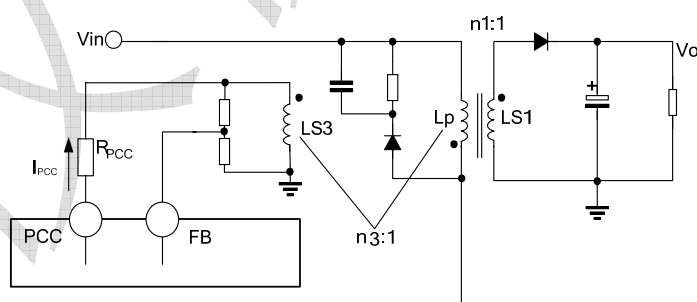 n1:1
Vin
Vo
Lp
LS1
LS3
RPCC
IPCC
+
PCC
FB
n3:1